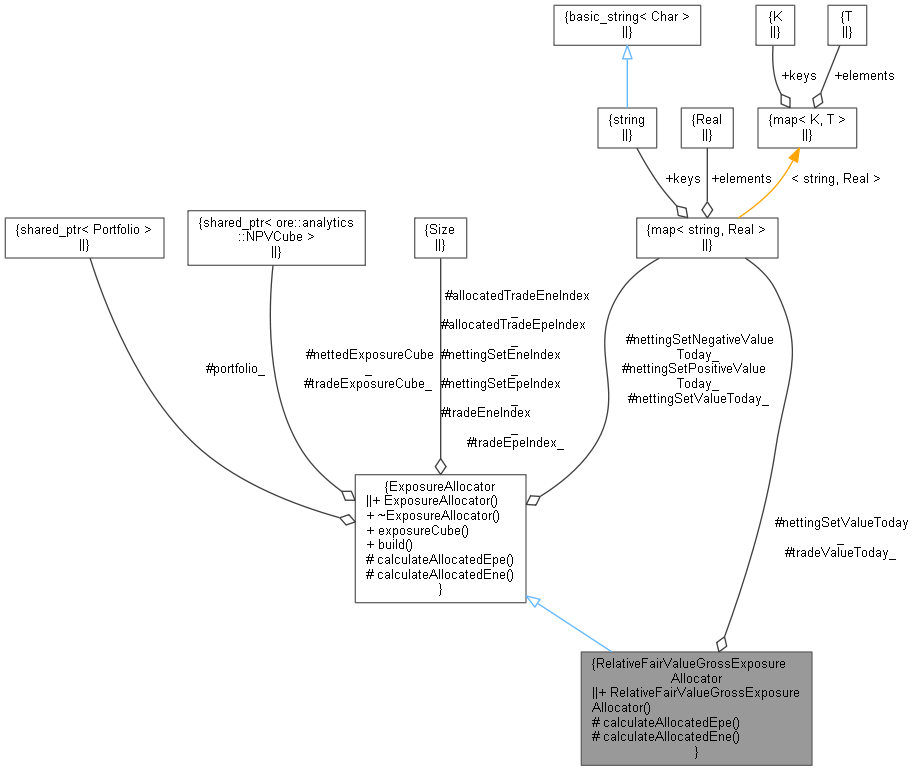 {basic_string< Char >
||}
{K
||}
{T
||}
+keys
+elements
{string
||}
{Real
||}
{map< K, T >
||}
+keys
+elements
< string, Real >
{shared_ptr< Portfolio >
||}
{shared_ptr< ore::analytics
::NPVCube >
||}
{Size
||}
{map< string, Real >
||}
#portfolio_
#nettedExposureCube
_
#tradeExposureCube_
#allocatedTradeEneIndex
_
#allocatedTradeEpeIndex
_
#nettingSetEneIndex
_
#nettingSetEpeIndex
_
#tradeEneIndex
_
#tradeEpeIndex_
#nettingSetNegativeValue
Today_
#nettingSetPositiveValue
Today_
#nettingSetValueToday_
{ExposureAllocator
||+ ExposureAllocator()
+ ~ExposureAllocator()
+ exposureCube()
+ build()
# calculateAllocatedEpe()
# calculateAllocatedEne()
}
#nettingSetValueToday
_
#tradeValueToday_
{RelativeFairValueGrossExposure
Allocator
||+ RelativeFairValueGrossExposure
Allocator()
# calculateAllocatedEpe()
# calculateAllocatedEne()
}